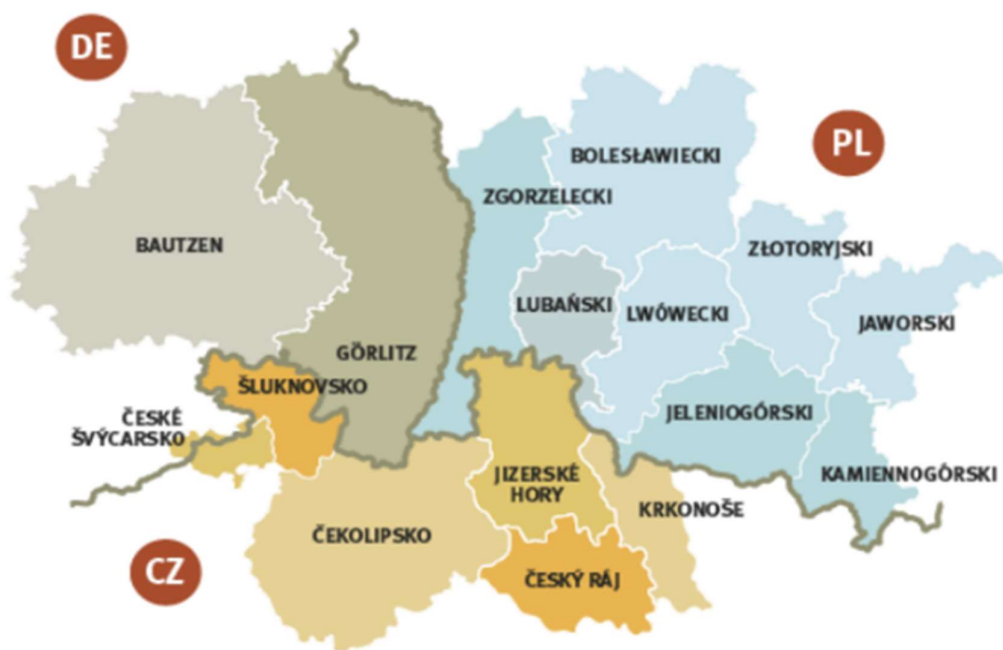 DE
PL
BOLESŁAWIECKI
ZGORZELECKI
BAUTZEN
ZŁOTORYJSKI
LUBAŃSKI
LWÓWECKI
JAWORSKI
GÖRLITZ
ŠLUKNOVSKO
JELENIOGÓRSKI
ČESKÉ
ŠVÝCARSKO
KAMIENNOGÓRSKI
JIZERSKÉ
HORY
KRKONOŠE
ČEKOLIPSKO
CZ
ČESKÝ RÁJ